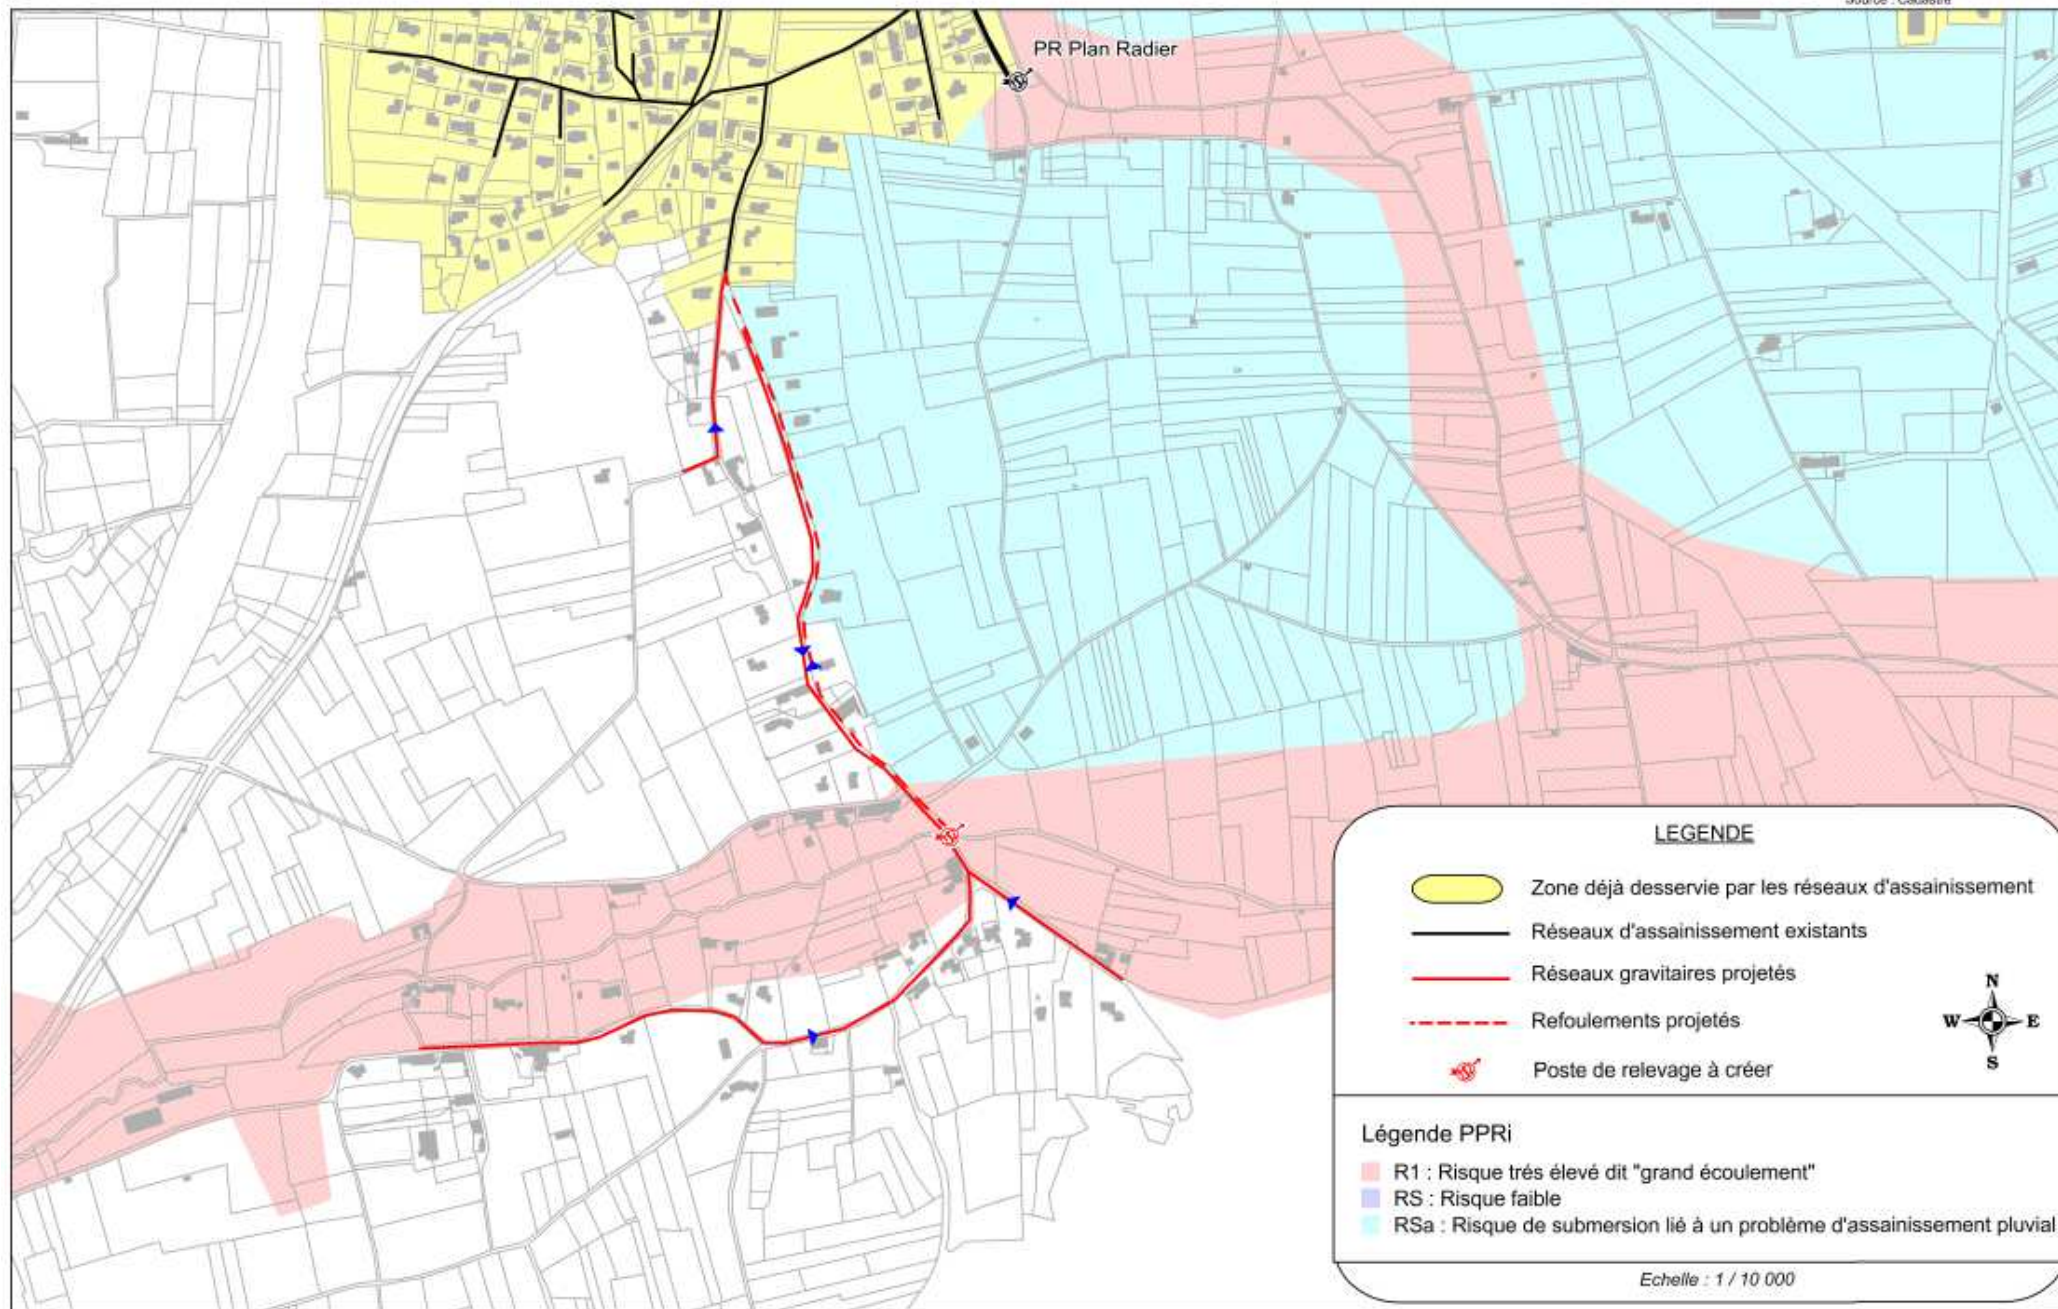 Source : Cadastre
PR Plan Radier
LEGENDE
Zone déjà desservie par les réseaux d'assainissement
Réseaux d'assainissement existants
Réseaux gravitaires projetés
Refoulements projetés
Poste de relevage à créer
N
W E
S
Légende PPRi
R1 : Risque trés élevé dit "grand écoulement"
RS : Risque faible
RSa : Risque de submersion lié à un problème d'assainissement pluvial
Echelle : 1 / 10 000